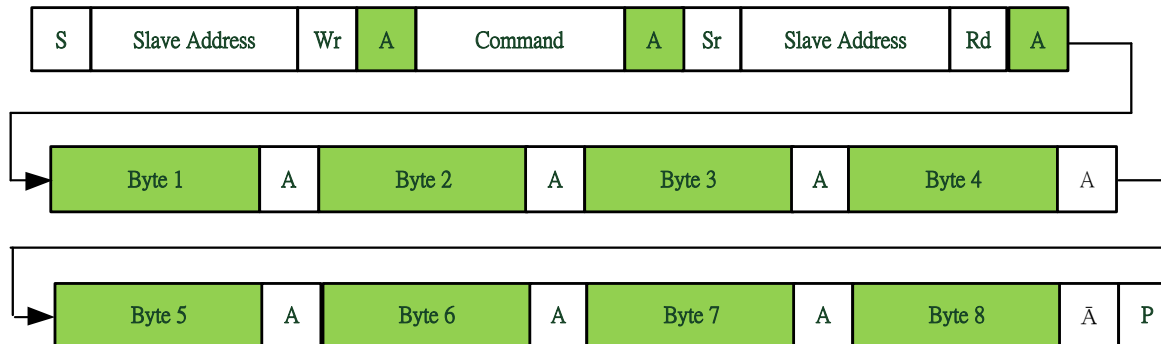 S Slave Address Wr A Command A Sr Slave Address Rd A
Byte 1 A Byte 2 A Byte 3 A Byte 4 A
Byte 5 A Byte 6 A Byte 7 A Byte 8 Ā P